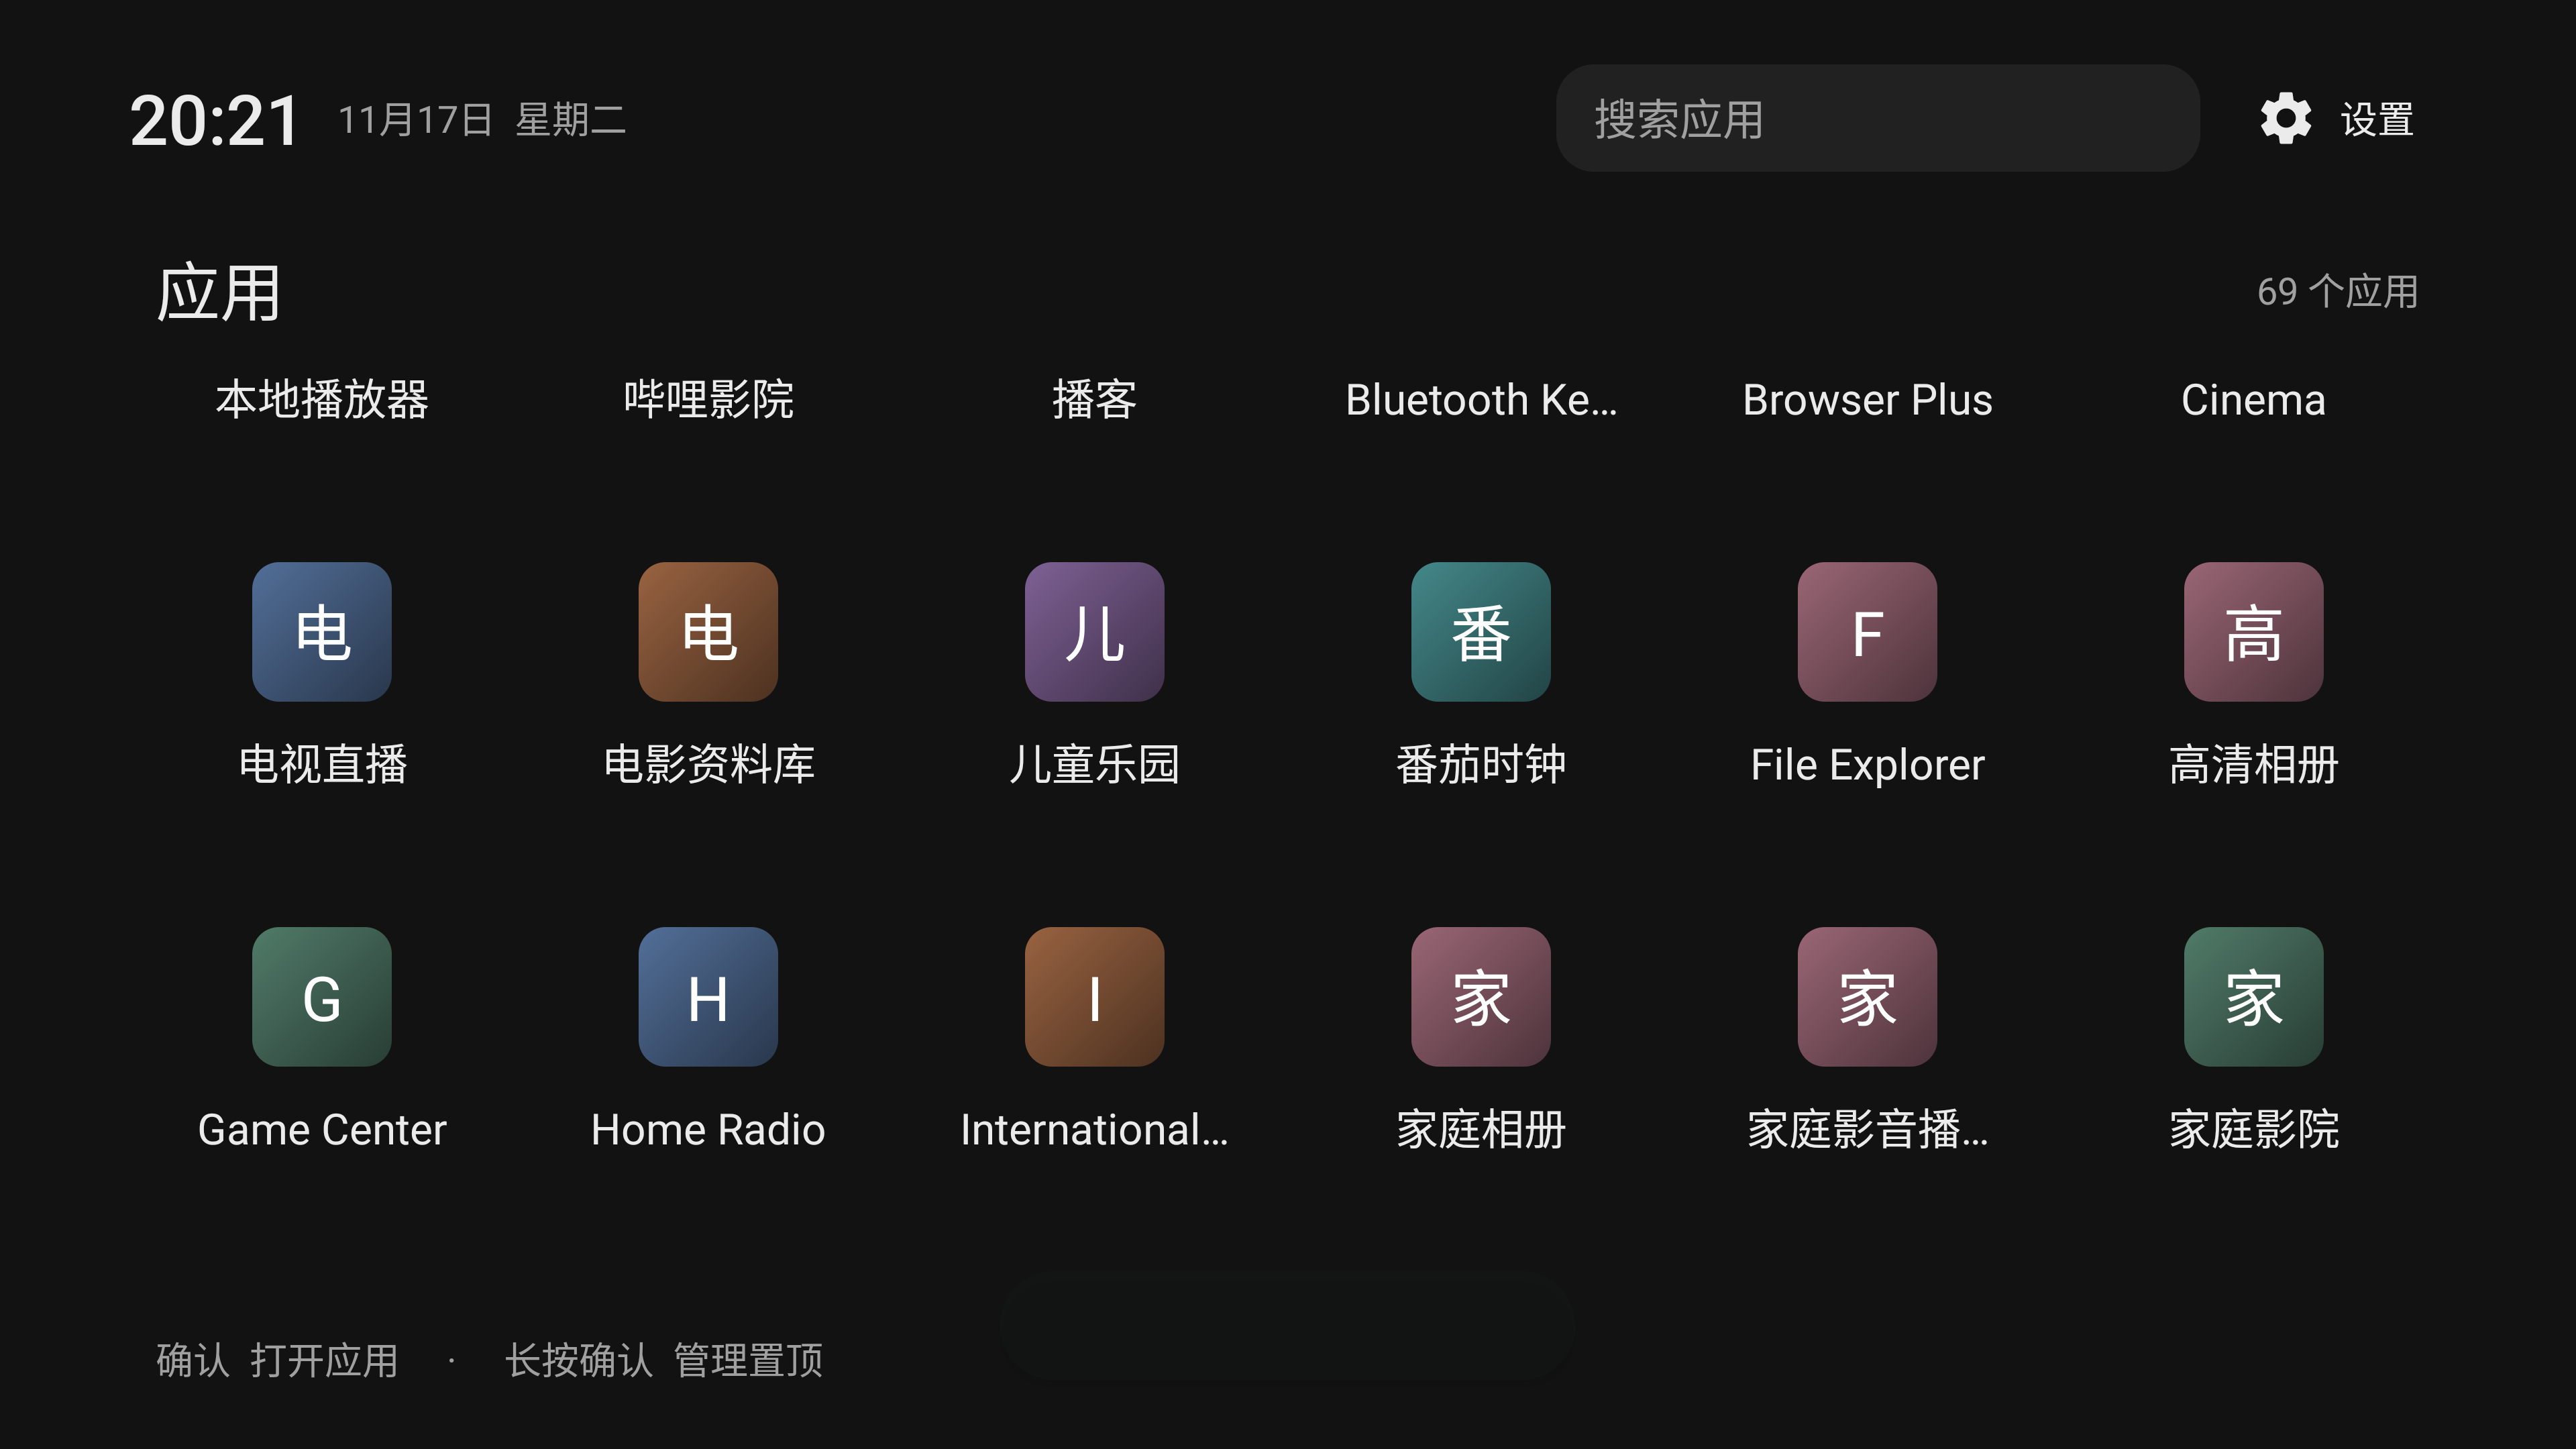 20:21 11月17日 星期二 搜索应用 设置
应用 69 个应用
本地播放器 哔哩影院 播客 Bluetooth Ke... Browser Plus Cinema
电 电 儿 番 F 高
电视直播 电影资料库 儿童乐园 番茄时钟 File Explorer 高清相册
G H I 家 家 家
Game Center Home Radio International... 家庭相册 家庭影音播... 家庭影院
确认 打开应用 · 长按确认 管理置顶